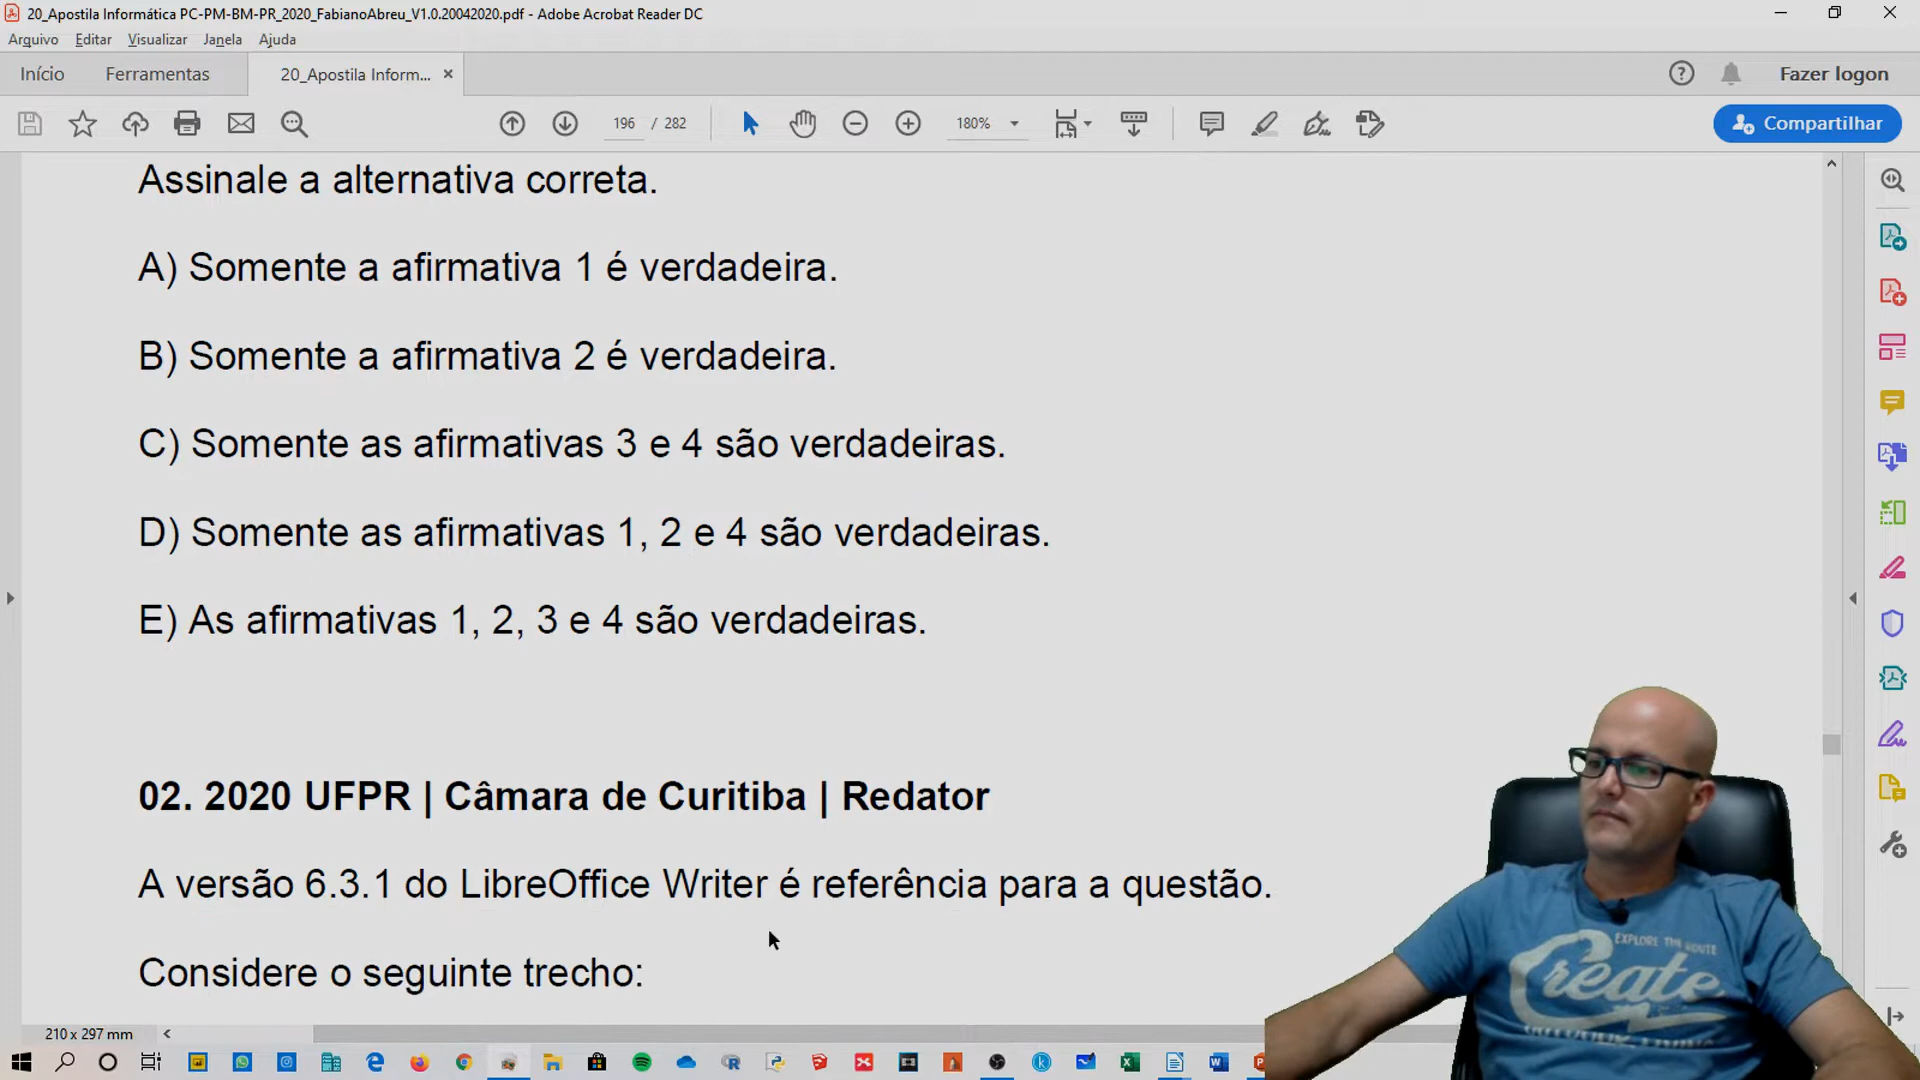 20_Apostila Informática PC-PM-BM-PR_2020_FabianoAbreu_V1.0.20042020.pdf - Adobe Acrobat Reader DC
Arquivo Editar Visualizar Janela Ajuda
Início Ferramentas 20_Apostila Inform... Fazer logon
196 / 282 180% Compartilhar
Assinale a alternativa correta.
A) Somente a afirmativa 1 é verdadeira.
B) Somente a afirmativa 2 é verdadeira.
C) Somente as afirmativas 3 e 4 são verdadeiras.
D) Somente as afirmativas 1, 2 e 4 são verdadeiras.
E) As afirmativas 1, 2, 3 e 4 são verdadeiras.
02. 2020 UFPR | Câmara de Curitiba | Redator
A versão 6.3.1 do LibreOffice Writer é referência para a questão.
Considere o seguinte trecho:
EXPLORE THE ROUTE
Create
210 x 297 mm